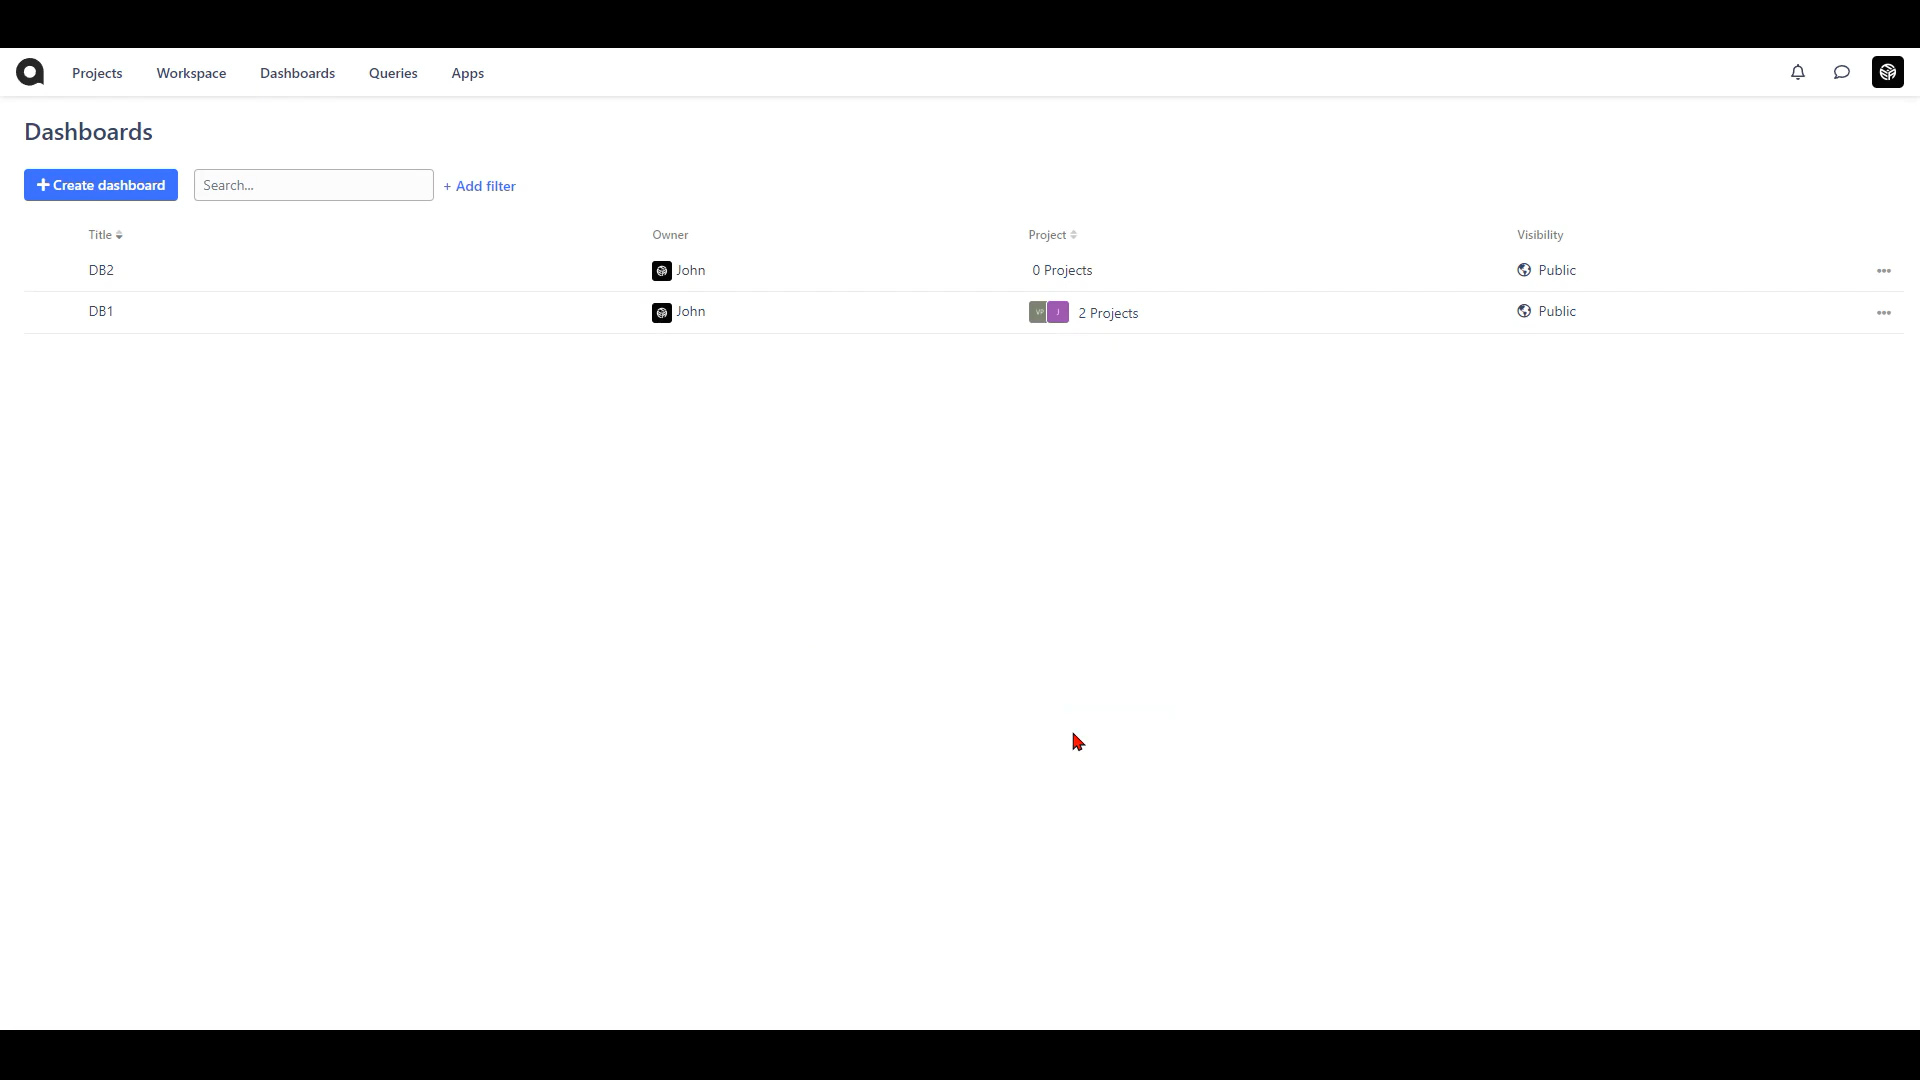 Projects Workspace Dashboards Queries Apps
Dashboards
Create dashboard Search... + Add filter
Title Owner Project Visibility
DB2 John 0 Projects Public
DB1 John VP J 2 Projects Public